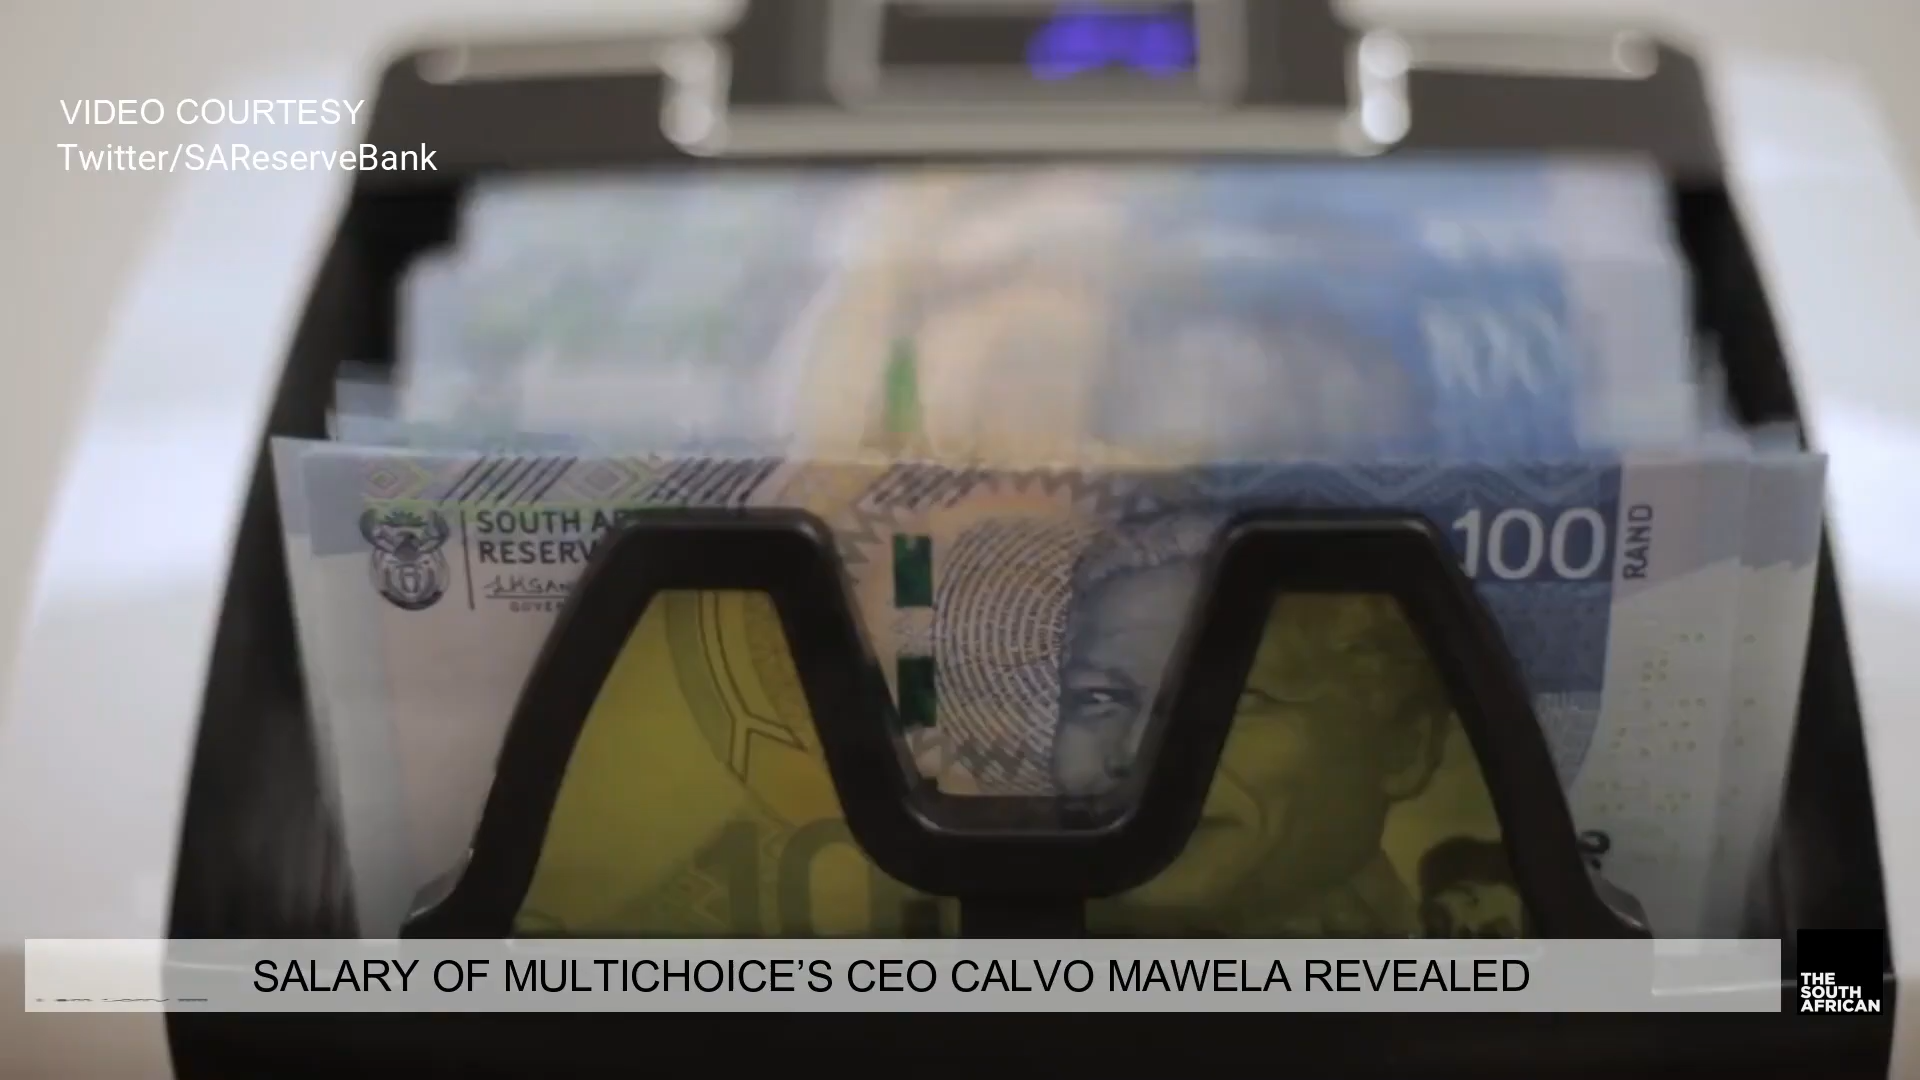 VIDEO COURTESY
Twitter/SAReserveBank
SOUTH AF
RESERV
100
RAND
10
SALARY OF MULTICHOICE’S CEO CALVO MAWELA REVEALED
THE
SOUTH
AFRICAN